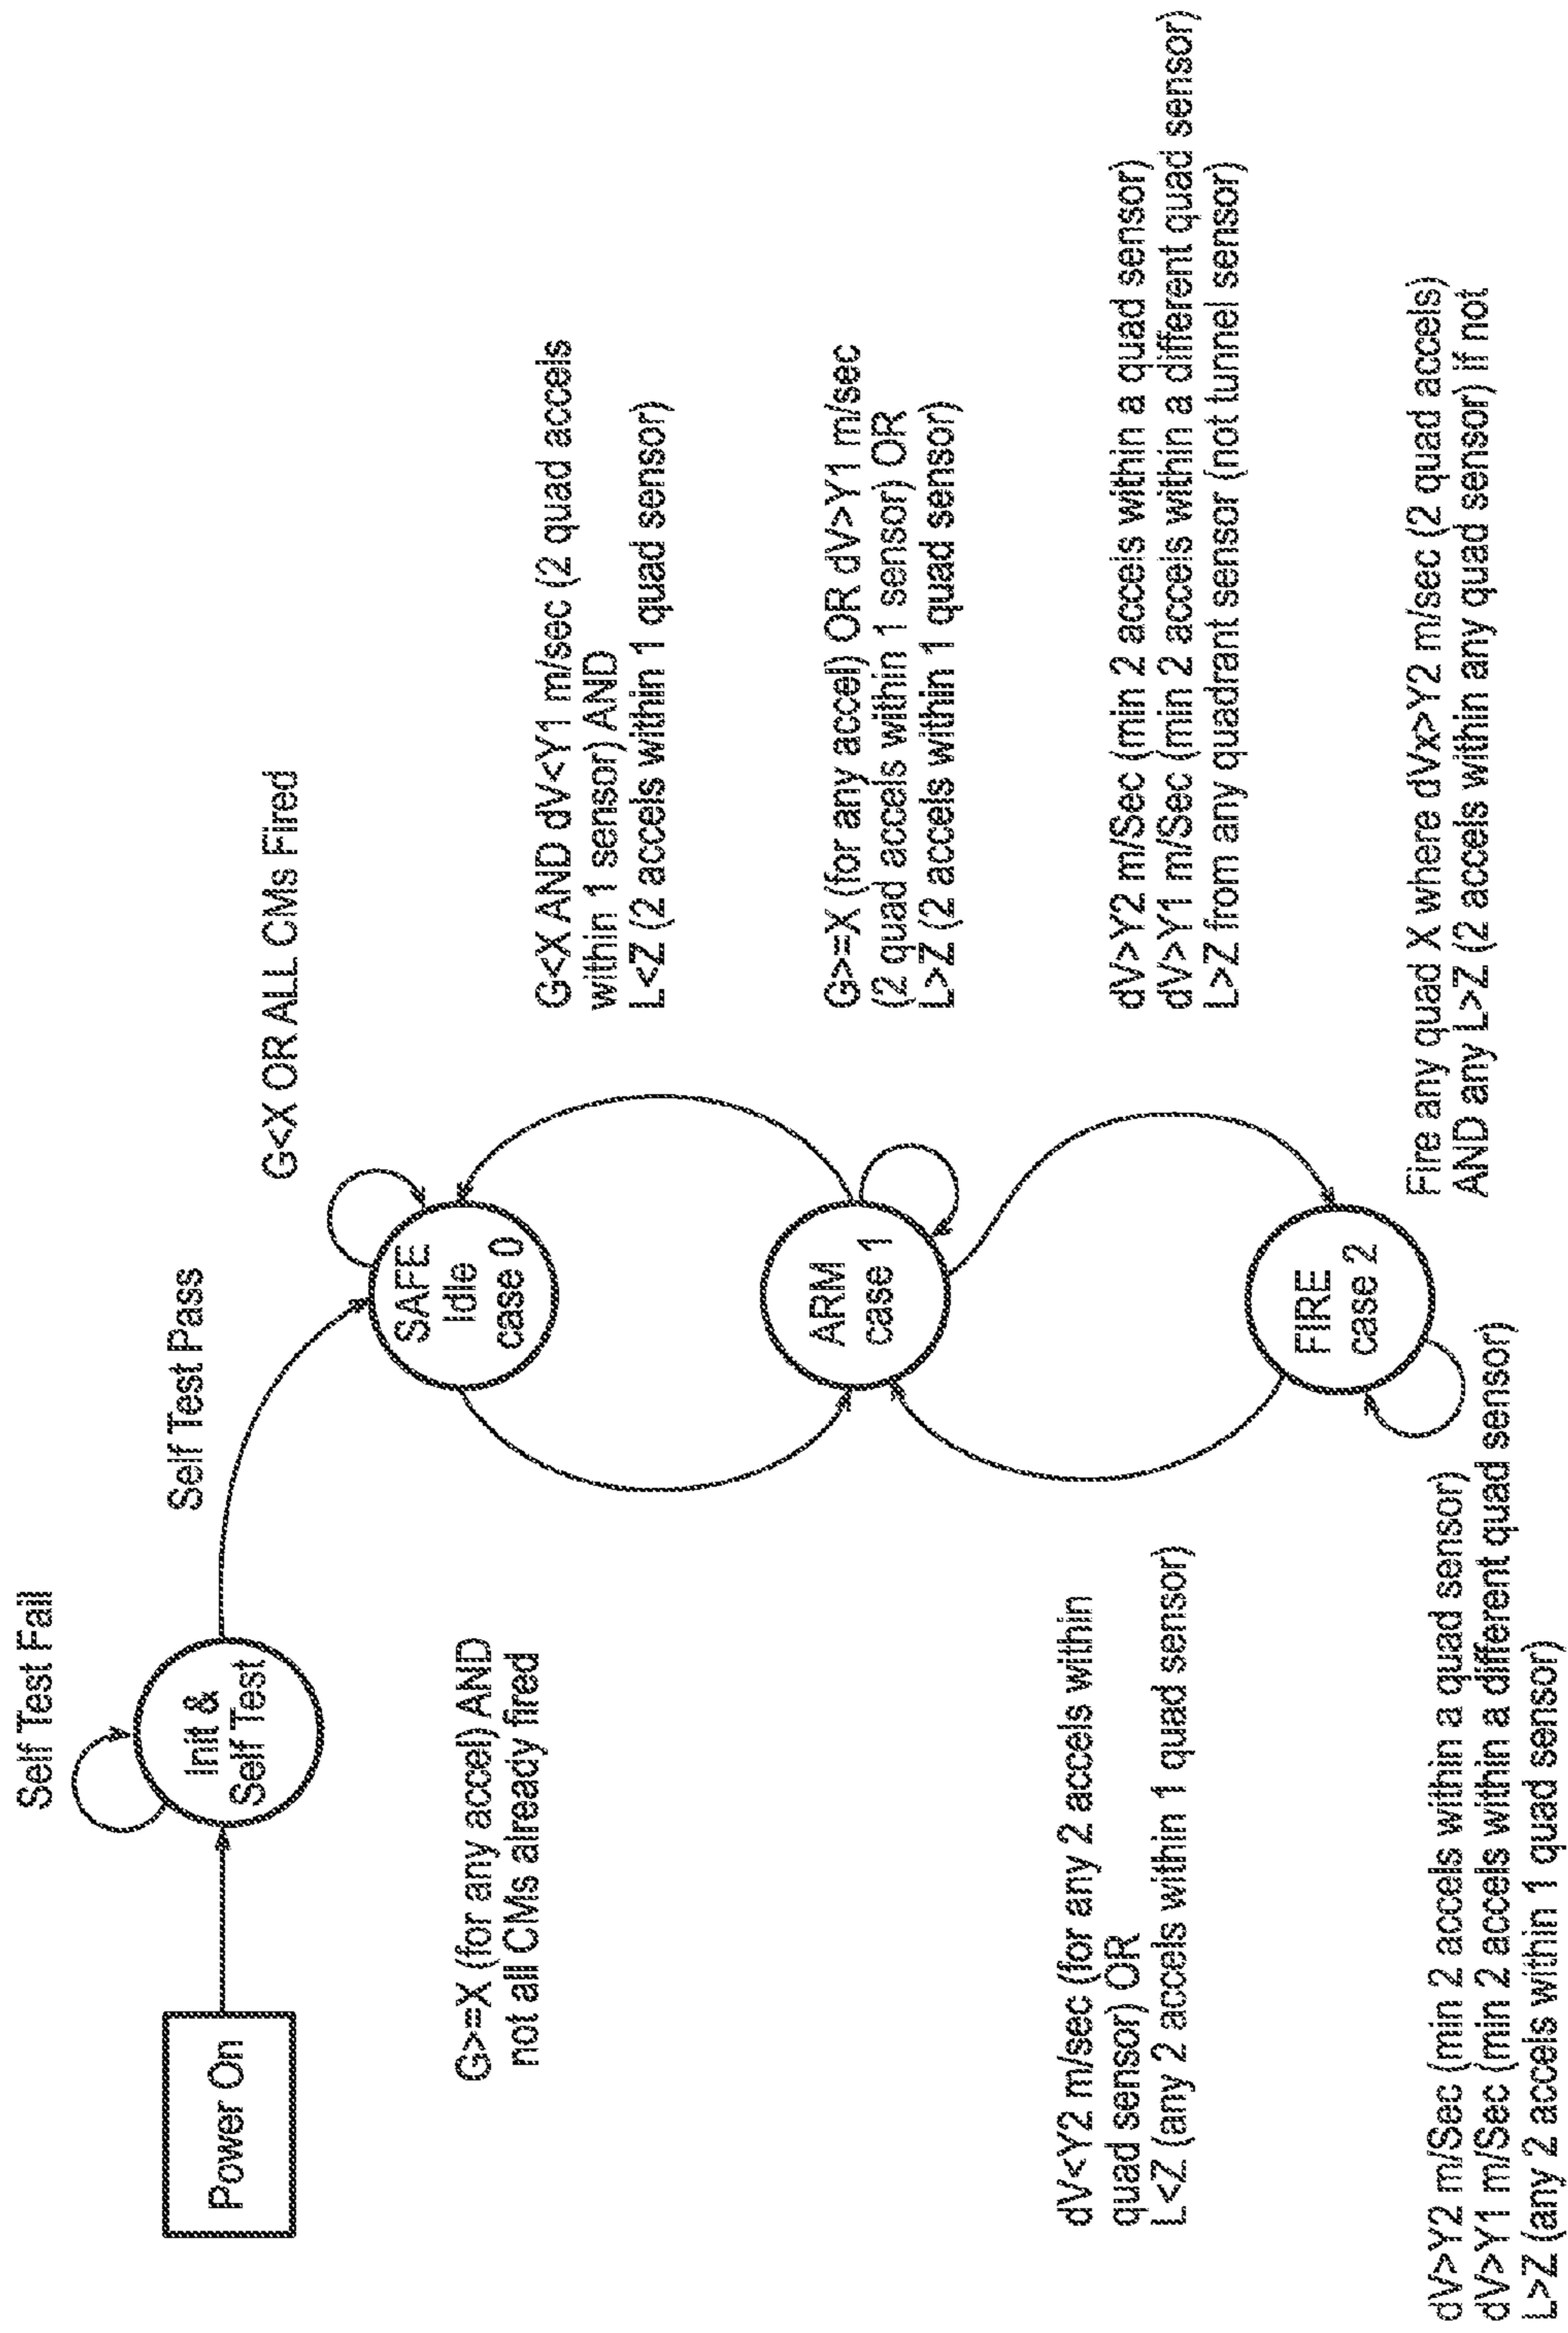 Self Test Fail
Self Test Pass
Power On
Init &
Self Test
G<X OR ALL CMs Fired
SAFE
Idle
case 0
G>=X (for any accel) AND
not all CMs already fired
G<X AND dV<Y1 m/sec (2 quad accels
within 1 sensor) AND
L<Z (2 accels within 1 quad sensor)
ARM
case 1
G>=X (for any accel) OR dV>Y1 m/sec
(2 quad accels within 1 sensor) OR
L>Z (2 accels within 1 quad sensor)
dV<Y2 m/sec (for any 2 accels within
quad sensor) OR
L<Z (any 2 accels within 1 quad sensor)
dV>Y2 m/Sec (min 2 accels within a quad sensor)
dV>Y1 m/Sec (min 2 accels within a different quad sensor)
L>Z from any quadrant sensor (not tunnel sensor)
FIRE
case 2
Fire any quad X where dVx>Y2 m/sec (2 quad accels)
AND any L>Z (2 accels within any quad sensor) if not
dV>Y2 m/Sec (min 2 accels within a quad sensor)
dV>Y1 m/Sec (min 2 accels within a different quad sensor)
L>Z (any 2 accels within 1 quad sensor)